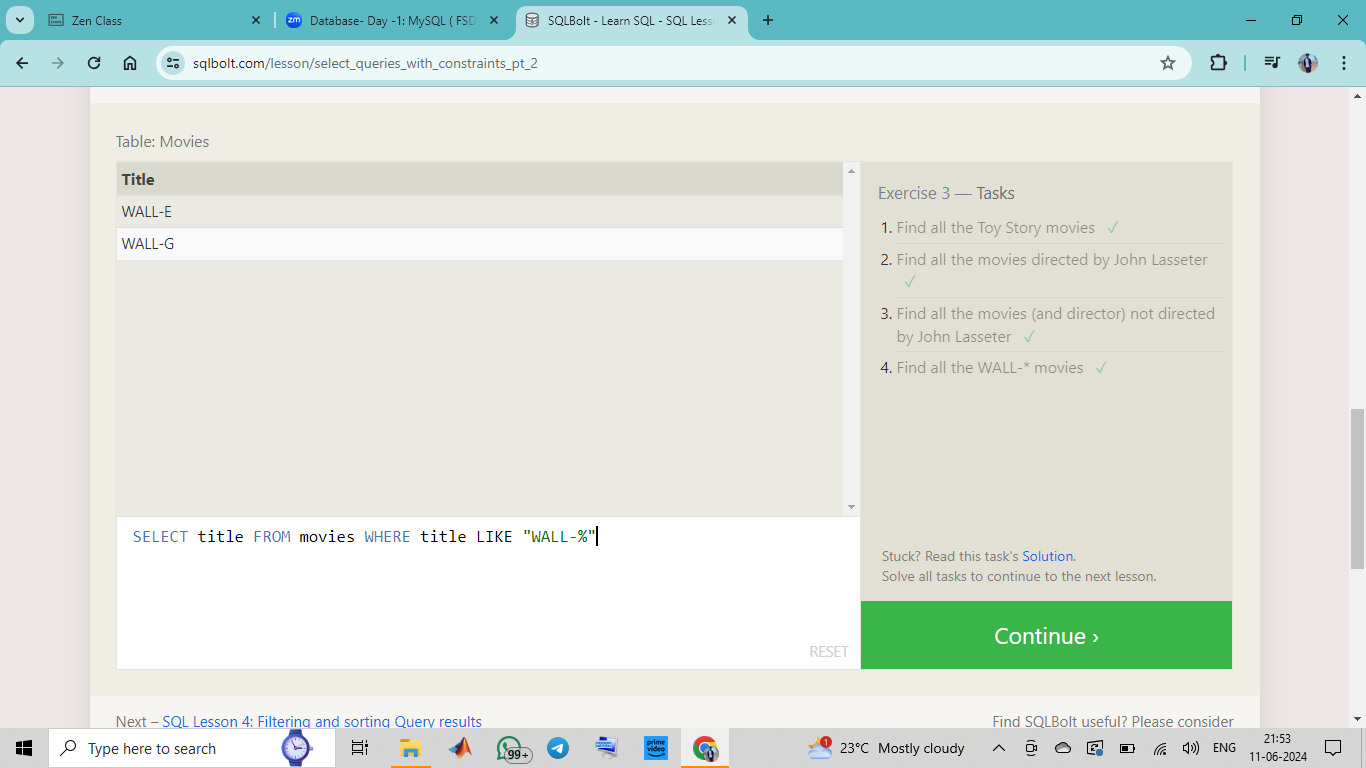 Zen Class
Database- Day -1: MySQL ( FSD
SQLBolt - Learn SQL - SQL Less
sqlbolt.com/lesson/select_queries_with_constraints_pt_2
Table: Movies
Title
WALL-E
WALL-G
Exercise 3 — Tasks
1. Find all the Toy Story movies ✓
2. Find all the movies directed by John Lasseter
✓
3. Find all the movies (and director) not directed
by John Lasseter ✓
4. Find all the WALL-* movies ✓
SELECT title FROM movies WHERE title LIKE "WALL-%"
RESET
Stuck? Read this task's Solution.
Solve all tasks to continue to the next lesson.
Continue ›
Next – SQL Lesson 4: Filtering and sorting Query results
Find SQLBolt useful? Please consider
Type here to search
99+
prime
video
1
23°C Mostly cloudy
ENG
21:53
11-06-2024